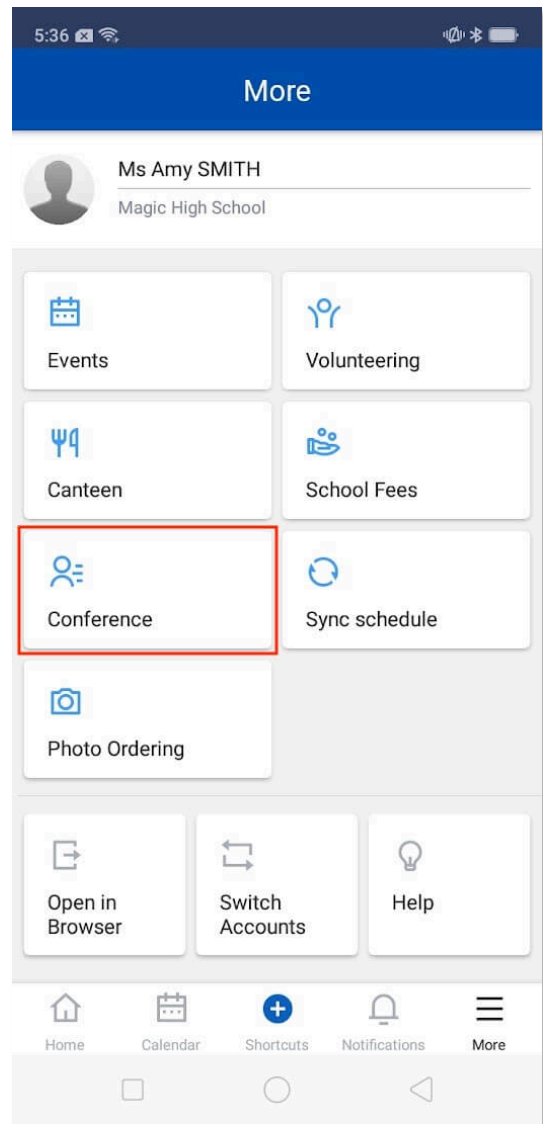 5:36
More
Ms Amy SMITH
Magic High School
Events
Volunteering
Canteen
School Fees
Conference
Sync schedule
Photo Ordering
Open in
Browser
Switch
Accounts
Help
Home
Calendar
Shortcuts
Notifications
More